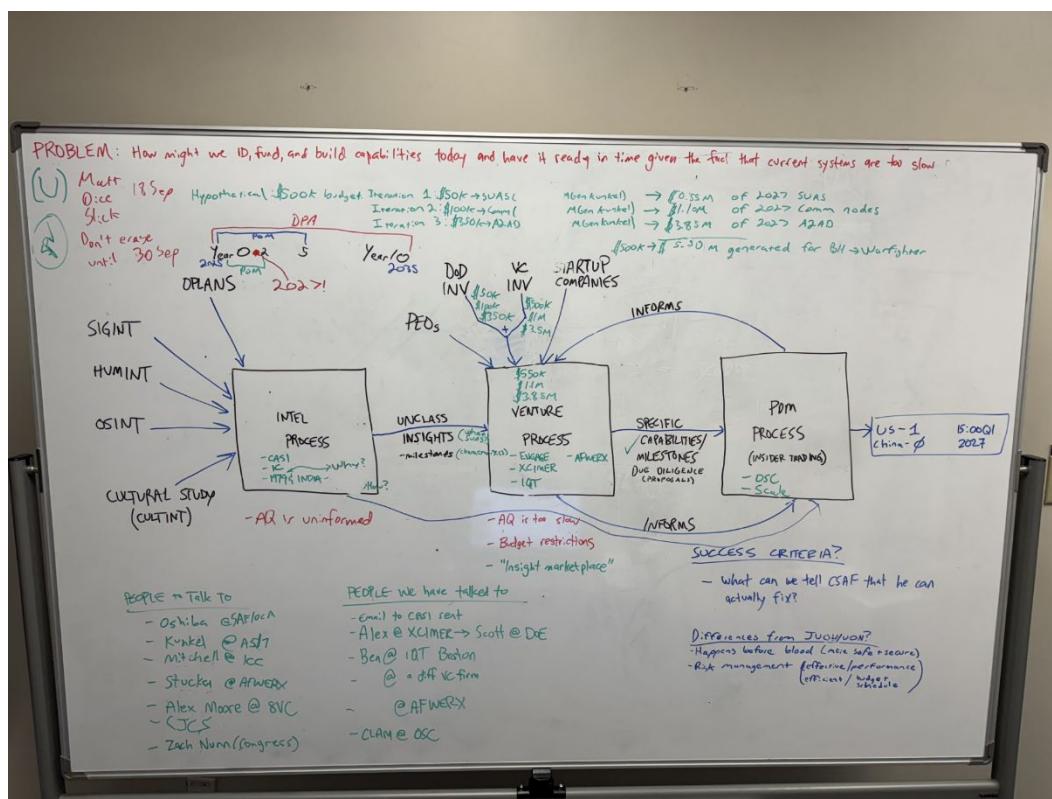 PROBLEM: How might we ID, fund, and build capabilities today and have it ready in time given the fact that current systems are too slow
(U)
Matt
Dice
Slick
18 Sep
Don't erase
until 30 Sep
Hypothetical: $500k budget
Iteration 1: $50k → SUAS
Iteration 2: $100k → Comm
Iteration 3: $350k → A2AD
MGen Kunkel → $0.55M of 2027 SUAS
MGen Kunkel → $1.10M of 2027 Comm nodes
MGen Kunkel → $3.85M of 2027 A2AD
$500k → $5.50M generated for BH → Warfighter
DPA
POM
Year 0 2 5 Year 10
2025 2035
POM
2027!
OPLANS
SIGINT
HUMINT
OSINT
CULTURAL STUDY
(CULTINT)
INTEL
PROCESS
- CASI
- IC
Why?
INDIA
How?
- AQ is uninformed
UNCLASS
INSIGHTS
- milestones
PEOs
DoD
INV
$50k
$100k
$350k
+
VC
INV
$500k
$1M
$3.5M
STARTUP
COMPANIES
$550k
$1.1M
$3.85M
VENTURE
PROCESS
- ENGAGE
- AFWERX
- XCIMER
- IQT
- AQ is too slow
- Budget restrictions
- "Insight marketplace"
SPECIFIC
✓ CAPABILITIES/
MILESTONES
DUE DILIGENCE
(PROPOSALS)
INFORMS
INFORMS
POM
PROCESS
(INSIDER TRADING)
- OSC
- Scale
US-1
China-0
15:00 Q1
2027
SUCCESS CRITERIA?
- What can we tell CSAF that he can
actually fix?
Differences from JUON/UON?
- Happens before blood (more safe + secure)
- Risk management (effective/performance
efficient/budget
schedule)
PEOPLE to Talk To
- Oshiba @ SAF/
- Kunkel @ A5/7
- Mitchell @ ICC
- Stucka @ AFWERX
- Alex Moore @ 8VC
- CJCS
- Zach Nunn (Congress)
PEOPLE we have talked to
- Email to CASI sent
- Alex @ XCIMER → Scott @ DoE
- Ben @ IQT Boston
- @ a diff VC firm
- @ AFWERX
- CLAM @ OSC